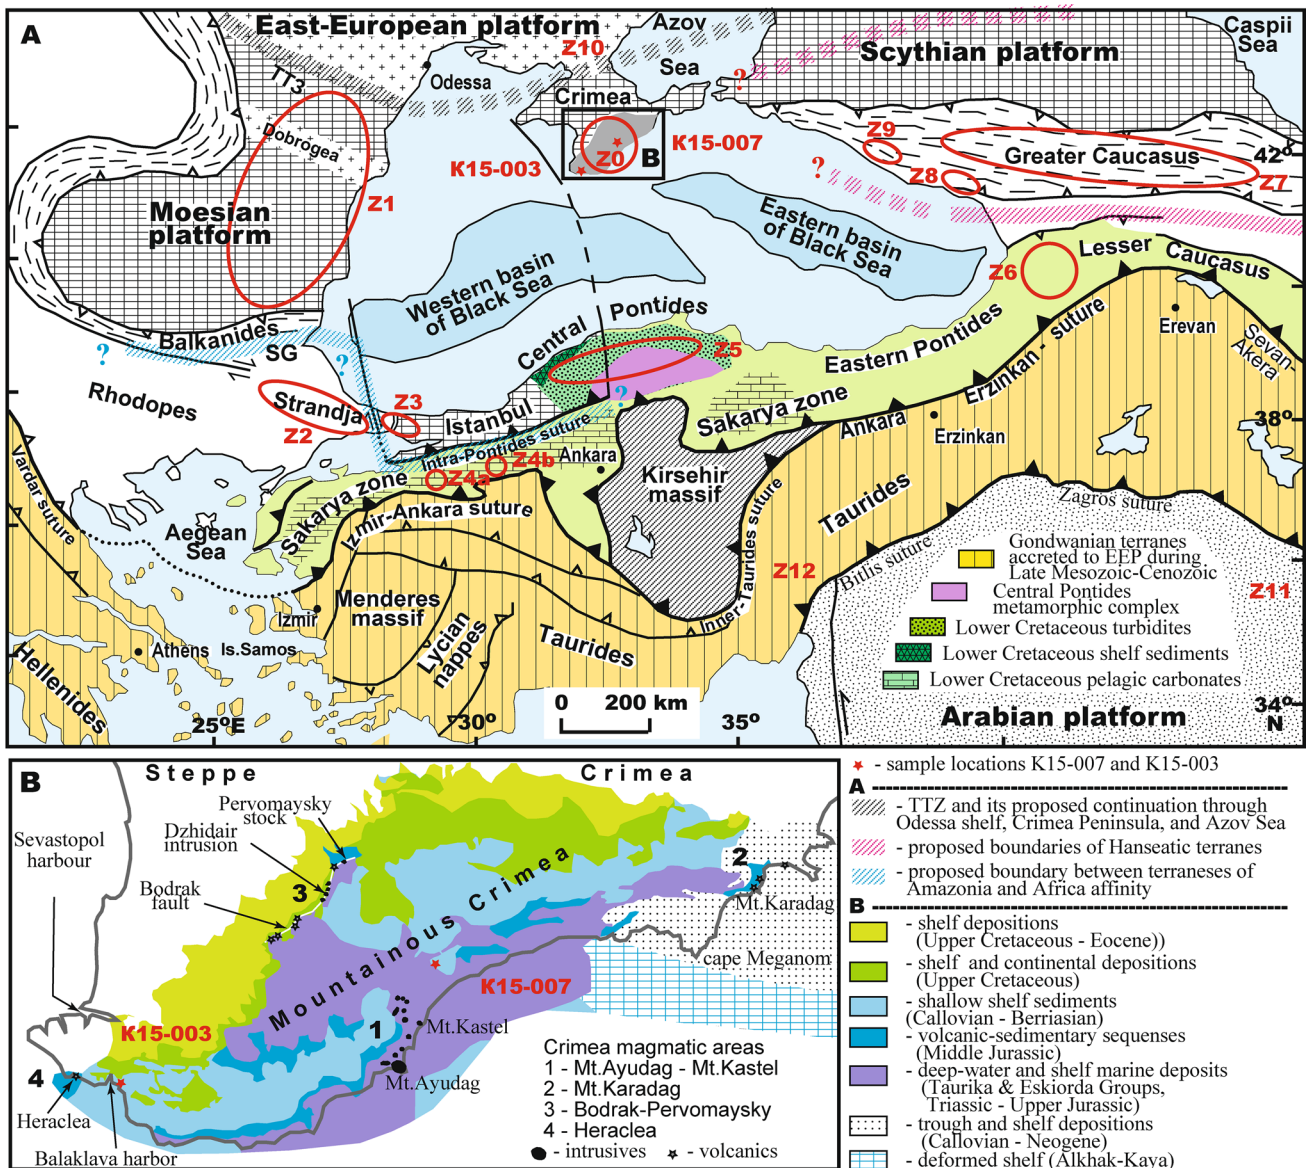 A
East-European platform
Azov
Sea
Caspii
Sea
Z10
Scythian platform
TT3
Odessa
?
Crimea
Dobrogea
Z9
K15-003
Z0
B
K15-007
Greater Caucasus
42º
?
Z8
Z7
Z1
Moesian
platform
Eastern basin
of Black Sea
Lesser Caucasus
Western basin
of Black Sea
Z6
Central Pontides
Erevan
Balkanides
SG
?
?
Z5
Eastern Pontides
Erzinkan - suture
Sevan-
Akera
Rhodopes
Strandja
Z2
Z3
Istanbul
?
Sakarya zone
Ankara
Erzinkan
38º
Intra-Pontides suture
Z4b
Ankara
Z4a
Vardar suture
Sakarya zone
Kirsehir
massif
Izmir-Ankara suture
Aegean
Sea
Taurides
Zagros suture
Inner-Taurides suture
Z12
Bitlis suture
Gondwanian terranes
accreted to EEP during
Late Mesozoic-Cenozoic
Z11
Central Pontides
metamorphic complex
Menderes
massif
Izmir
Lower Cretaceous turbidites
Lycian
nappes
Taurides
Athens
Is.Samos
Lower Cretaceous shelf sediments
Lower Cretaceous pelagic carbonates
Hellenides
0 200 km
Arabian platform
34º
N
25ºE
30º
35º
B
Steppe Crimea
Pervomaysky
stock
Dzhidair
intrusion
Sevastopol
harbour
Bodrak
fault
3
2
Mt.Karadag
Mountainous Crimea
cape Meganom
K15-007
K15-003
1
Mt.Kastel
4
Mt.Ayudag
Heraclea
Balaklava harbor
Crimea magmatic areas
1 - Mt.Ayudag - Mt.Kastel
2 - Mt.Karadag
3 - Bodrak-Pervomaysky
4 - Heraclea
- intrusives - volcanics
- sample locations K15-007 and K15-003
A
- TTZ and its proposed continuation through
Odessa shelf, Crimea Peninsula, and Azov Sea
- proposed boundaries of Hanseatic terranes
- proposed boundary between terraneses of
Amazonia and Africa affinity
B
- shelf depositions
(Upper Cretaceous - Eocene))
- shelf and continental depositions
(Upper Cretaceous)
- shallow shelf sediments
(Callovian - Berriasian)
- volcanic-sedimentary sequenses
(Middle Jurassic)
- deep-water and shelf marine deposits
(Taurika & Eskiorda Groups,
Triassic - Upper Jurassic)
- trough and shelf depositions
(Callovian - Neogene)
- deformed shelf (Alkhak-Kaya)